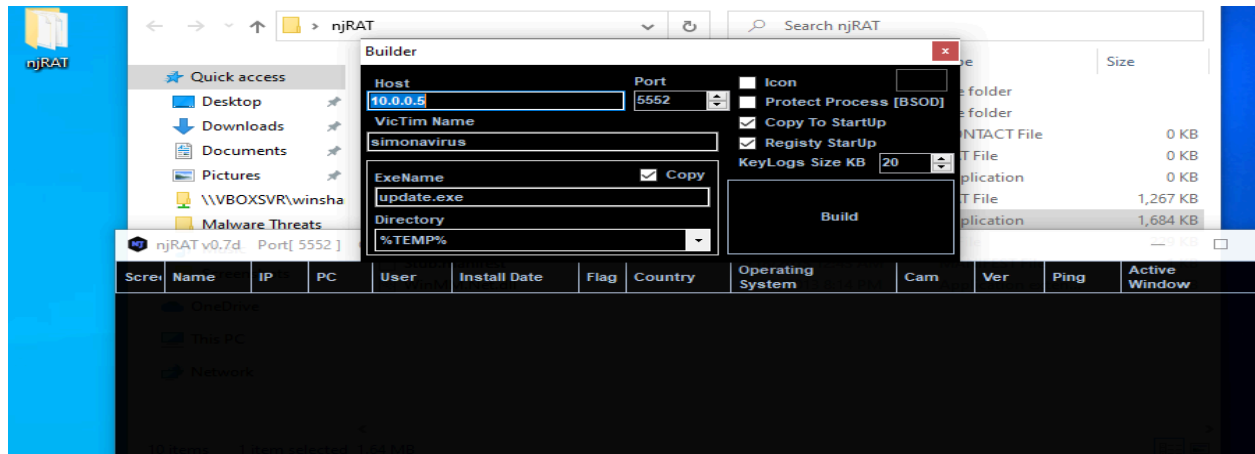 njRAT
njRAT
Search njRAT
Size
Quick access
Desktop
Downloads
Documents
Pictures
\\VBOXSVR\winsha
Malware Threats
OneDrive
This PC
Network
folder
folder
File
0 KB
File
0 KB
0 KB
File
1,267 KB
1,684 KB
Builder
x
Host
Port
10.0.0.5
5552
VicTim Name
simonavirus
ExeName
Copy
update.exe
Directory
%TEMP%
Icon
Protect Process [BSOD]
Copy To StartUp
Registy StarUp
KeyLogs Size KB 20
Build
njRAT v0.7d Port[ 5552 ]
Name IP PC User Install Date Flag Country Operating System Cam Ver Ping Active Window